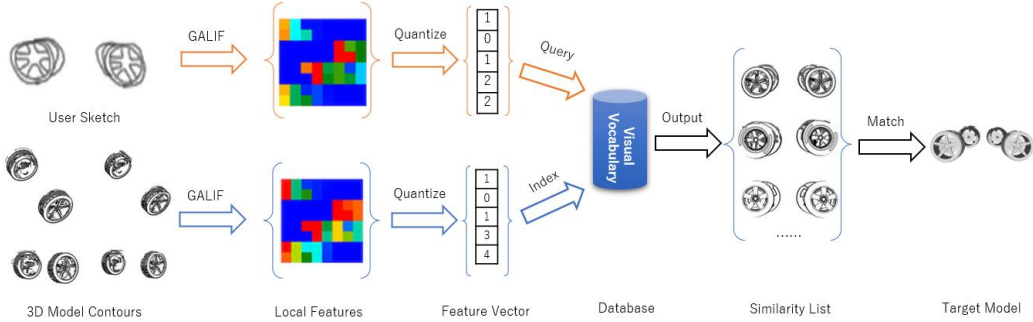 GALIF
Quantize
Query
1
0
1
2
2
User Sketch
Visual
Vocabulary
Output
Match
GALIF
Quantize
Index
1
0
1
3
4
......
3D Model Contours
Local Features
Feature Vector
Database
Similarity List
Target Model